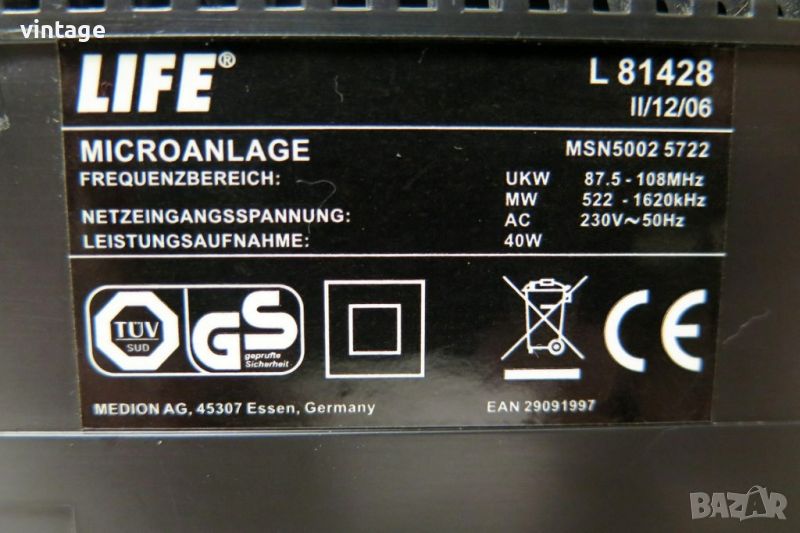 vintage
LIFE®
L 81428
II/12/06
MICROANLAGE MSN5002 5722
FREQUENZBEREICH: UKW 87.5 - 108MHz
MW 522 - 1620kHz
NETZEINGANGSSPANNUNG: AC 230V~50Hz
LEISTUNGSAUFNAHME: 40W
TÜV
SUD
GS
geprüfte
Sicherheit
CE
MEDION AG, 45307 Essen, Germany EAN 29091997
BAZAR